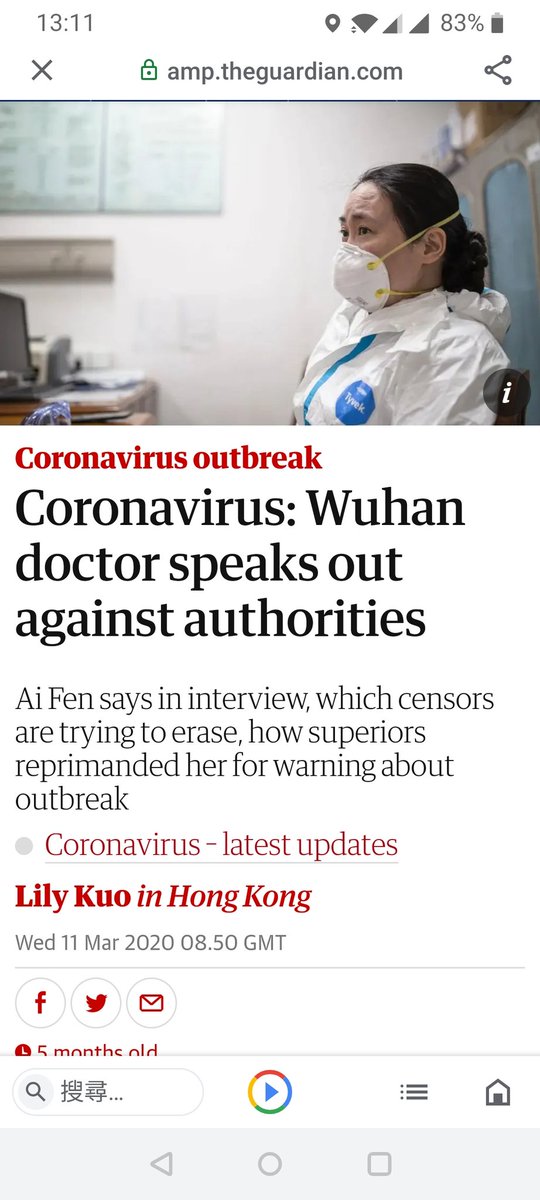 13:11
83%
amp.theguardian.com
Tyvek
i
Coronavirus outbreak
Coronavirus: Wuhan
doctor speaks out
against authorities
Ai Fen says in interview, which censors
are trying to erase, how superiors
reprimanded her for warning about
outbreak
Coronavirus – latest updates
Lily Kuo in Hong Kong
Wed 11 Mar 2020 08.50 GMT
f
5 months old
搜尋...